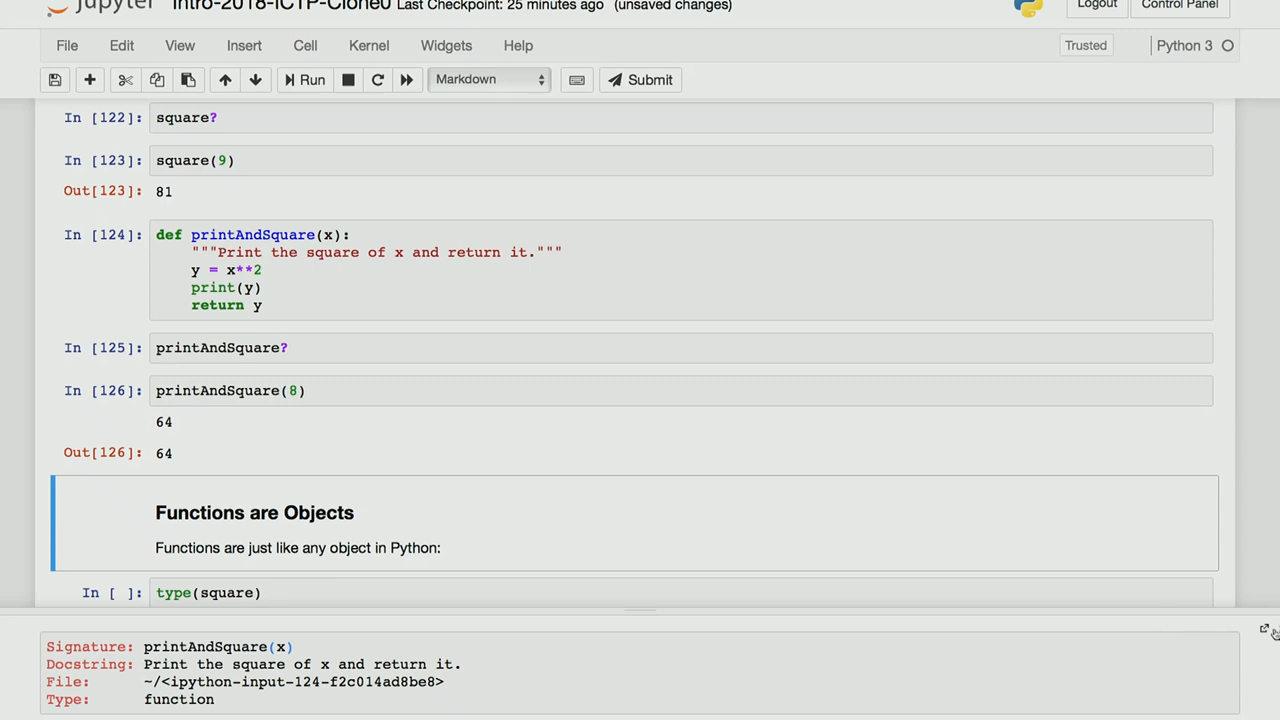 jupyter Intro-2018-ICTP-Clone0 Last Checkpoint: 25 minutes ago (unsaved changes) Logout Control Panel
File Edit View Insert Cell Kernel Widgets Help Trusted Python 3
Run Markdown Submit
In [122]: square?
In [123]: square(9)
Out[123]: 81
In [124]: def printAndSquare(x):
"""Print the square of x and return it."""
y = x**2
print(y)
return y
In [125]: printAndSquare?
In [126]: printAndSquare(8)
64
Out[126]: 64
Functions are Objects
Functions are just like any object in Python:
In [ ]: type(square)
Signature: printAndSquare(x)
Docstring: Print the square of x and return it.
File: ~/<ipython-input-124-f2c014ad8be8>
Type: function